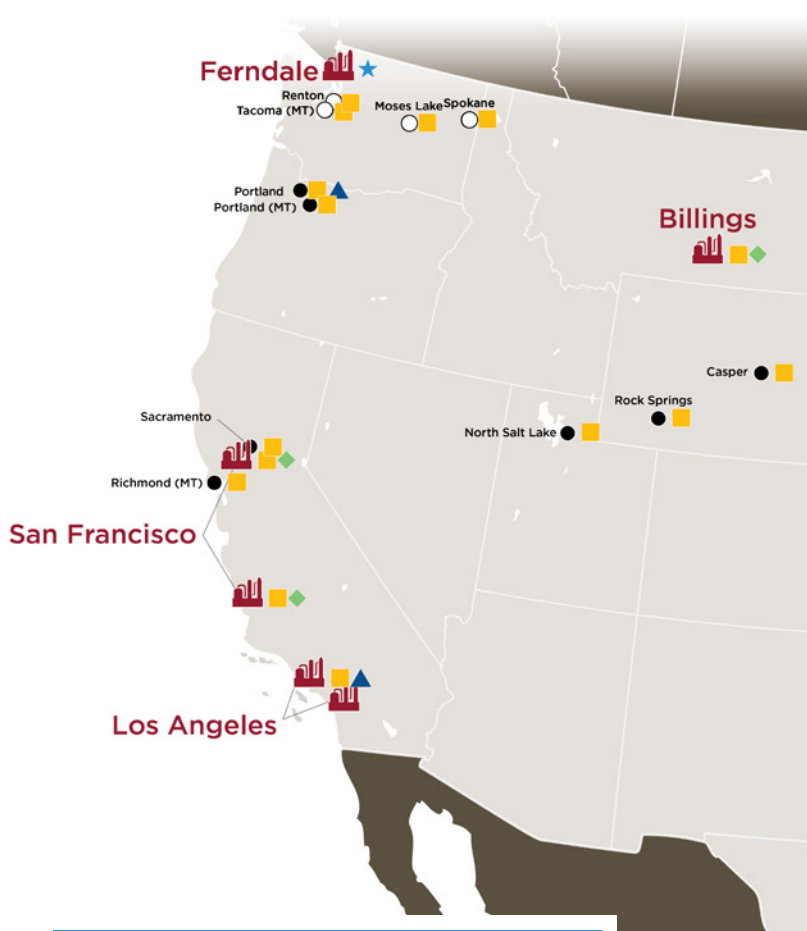 Ferndale
Renton
Tacoma (MT)
Moses Lake
Spokane
Portland
Portland (MT)
Billings
Casper
Rock Springs
North Salt Lake
Sacramento
Richmond (MT)
San Francisco
Los Angeles